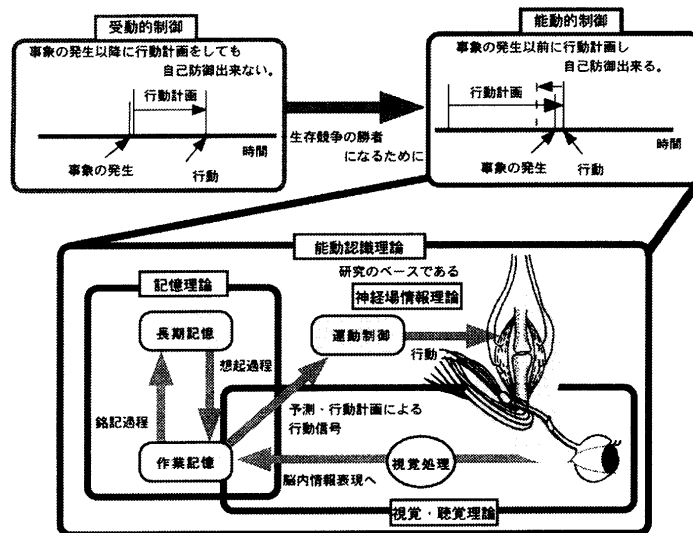 受動的制御
事象の発生以降に行動計画をしても
自己防御出来ない。
行動計画
時間
事象の発生
行動
生存競争の勝者
になるために
能動的制御
事象の発生以前に行動計画し
自己防御出来る。
行動計画
時間
事象の発生
行動
能動認識理論
研究のベースである
神経場情報理論
記憶理論
長期記憶
想起過程
銘記過程
作業記憶
運動制御
行動
予測・行動計画による
行動信号
視覚処理
脳内情報表現へ
視覚・聴覚理論